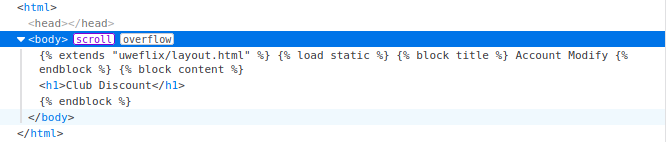 <html>
<head></head>
<body> scroll overflow
{% extends "uweflix/layout.html" %} {% load static %} {% block title %} Account Modify {%
endblock %} {% block content %}
<h1>Club Discount</h1>
{% endblock %}
</body>
</html>